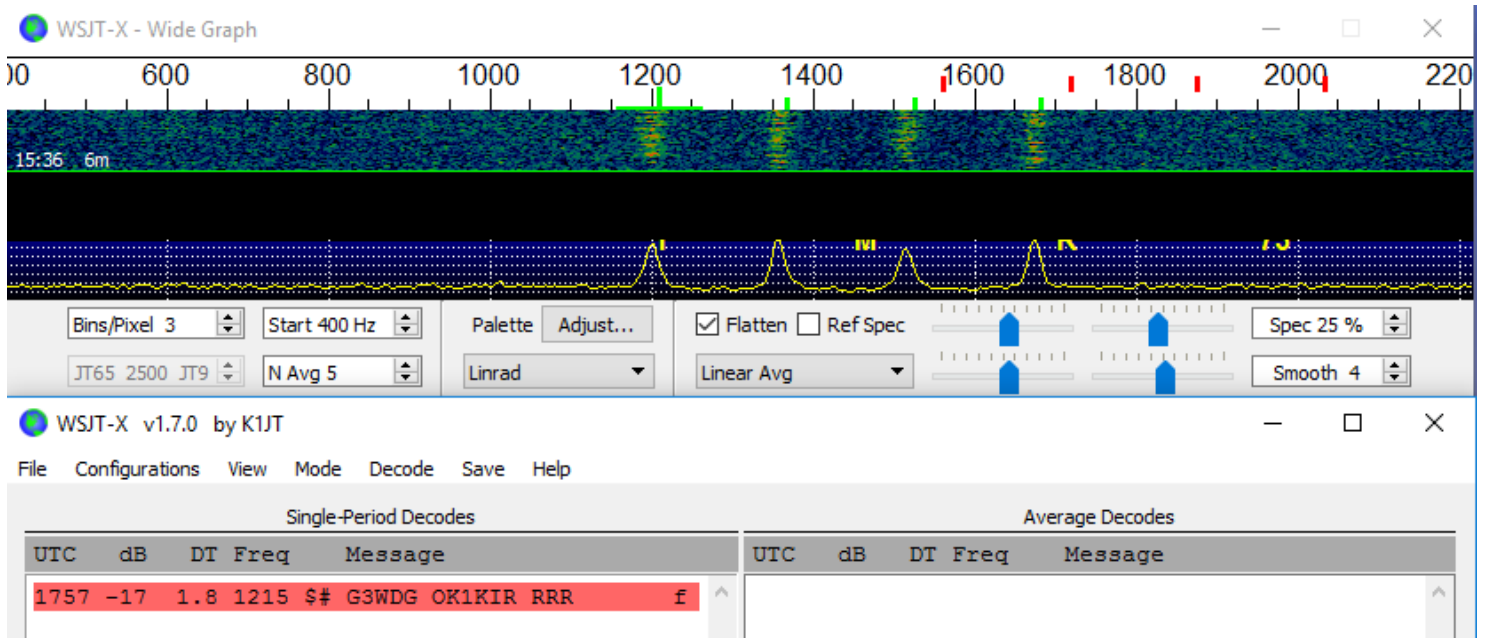 WSJT-X - Wide Graph
00 600 800 1000 1200 1400 1600 1800 2000 220
15:36 6m
M K 73
Bins/Pixel 3 Start 400 Hz Palette Adjust... Flatten Ref Spec Spec 25 %
JT65 2500 JT9 N Avg 5 Linrad Linear Avg Smooth 4
WSJT-X v1.7.0 by K1JT
File Configurations View Mode Decode Save Help
Single-Period Decodes Average Decodes
UTC dB DT Freq Message UTC dB DT Freq Message
1757 -17 1.8 1215 $# G3WDG OK1KIR RRR f